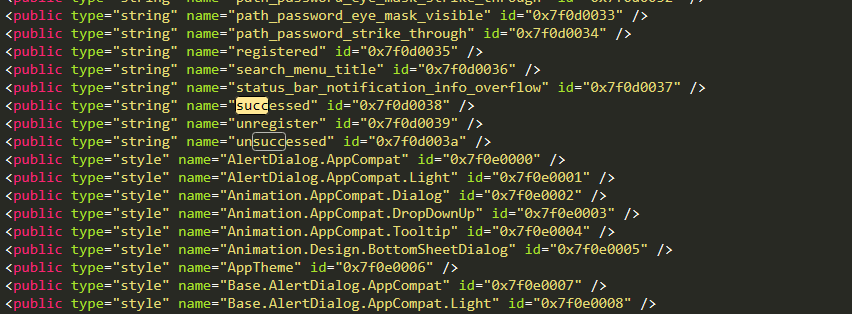 <public type="string" name="path_password_eye_mask_strike_through" id="0x7f0d0032" />
<public type="string" name="path_password_eye_mask_visible" id="0x7f0d0033" />
<public type="string" name="path_password_strike_through" id="0x7f0d0034" />
<public type="string" name="registered" id="0x7f0d0035" />
<public type="string" name="search_menu_title" id="0x7f0d0036" />
<public type="string" name="status_bar_notification_info_overflow" id="0x7f0d0037" />
<public type="string" name="successed" id="0x7f0d0038" />
<public type="string" name="unregister" id="0x7f0d0039" />
<public type="string" name="unsuccessed" id="0x7f0d003a" />
<public type="style" name="AlertDialog.AppCompat" id="0x7f0e0000" />
<public type="style" name="AlertDialog.AppCompat.Light" id="0x7f0e0001" />
<public type="style" name="Animation.AppCompat.Dialog" id="0x7f0e0002" />
<public type="style" name="Animation.AppCompat.DropDownUp" id="0x7f0e0003" />
<public type="style" name="Animation.AppCompat.Tooltip" id="0x7f0e0004" />
<public type="style" name="Animation.Design.BottomSheetDialog" id="0x7f0e0005" />
<public type="style" name="AppTheme" id="0x7f0e0006" />
<public type="style" name="Base.AlertDialog.AppCompat" id="0x7f0e0007" />
<public type="style" name="Base.AlertDialog.AppCompat.Light" id="0x7f0e0008" />